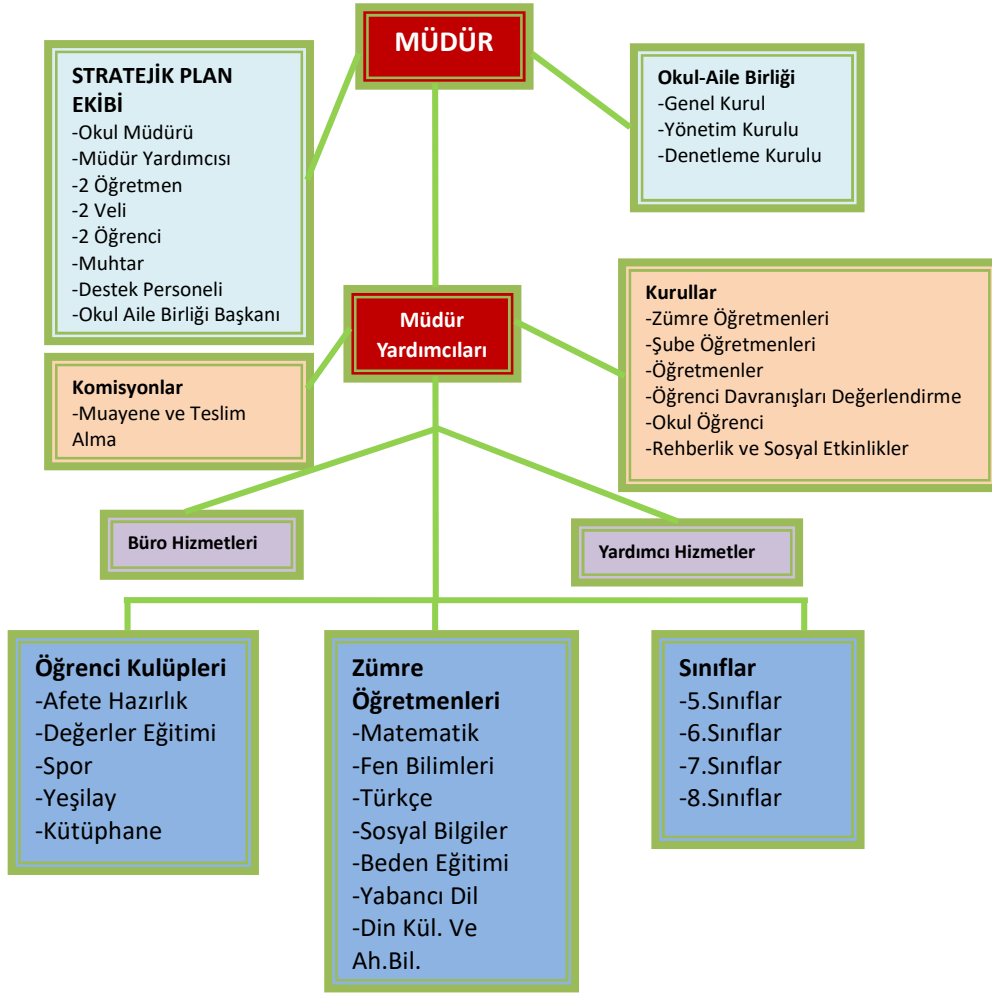 MÜDÜR
STRATEJİK PLAN
EKİBİ
-Okul Müdürü
-Müdür Yardımcısı
-2 Öğretmen
-2 Veli
-2 Öğrenci
-Muhtar
-Destek Personeli
-Okul Aile Birliği Başkanı
Okul-Aile Birliği
-Genel Kurul
-Yönetim Kurulu
-Denetleme Kurulu
Müdür
Yardımcıları
Kurullar
-Zümre Öğretmenleri
-Şube Öğretmenleri
-Öğretmenler
-Öğrenci Davranışları Değerlendirme
-Okul Öğrenci
-Rehberlik ve Sosyal Etkinlikler
Komisyonlar
-Muayene ve Teslim
Alma
Büro Hizmetleri
Yardımcı Hizmetler
Öğrenci Kulüpleri
-Afete Hazırlık
-Değerler Eğitimi
-Spor
-Yeşilay
-Kütüphane
Zümre
Öğretmenleri
-Matematik
-Fen Bilimleri
-Türkçe
-Sosyal Bilgiler
-Beden Eğitimi
-Yabancı Dil
-Din Kül. Ve
Ah.Bil.
Sınıflar
-5.Sınıflar
-6.Sınıflar
-7.Sınıflar
-8.Sınıflar